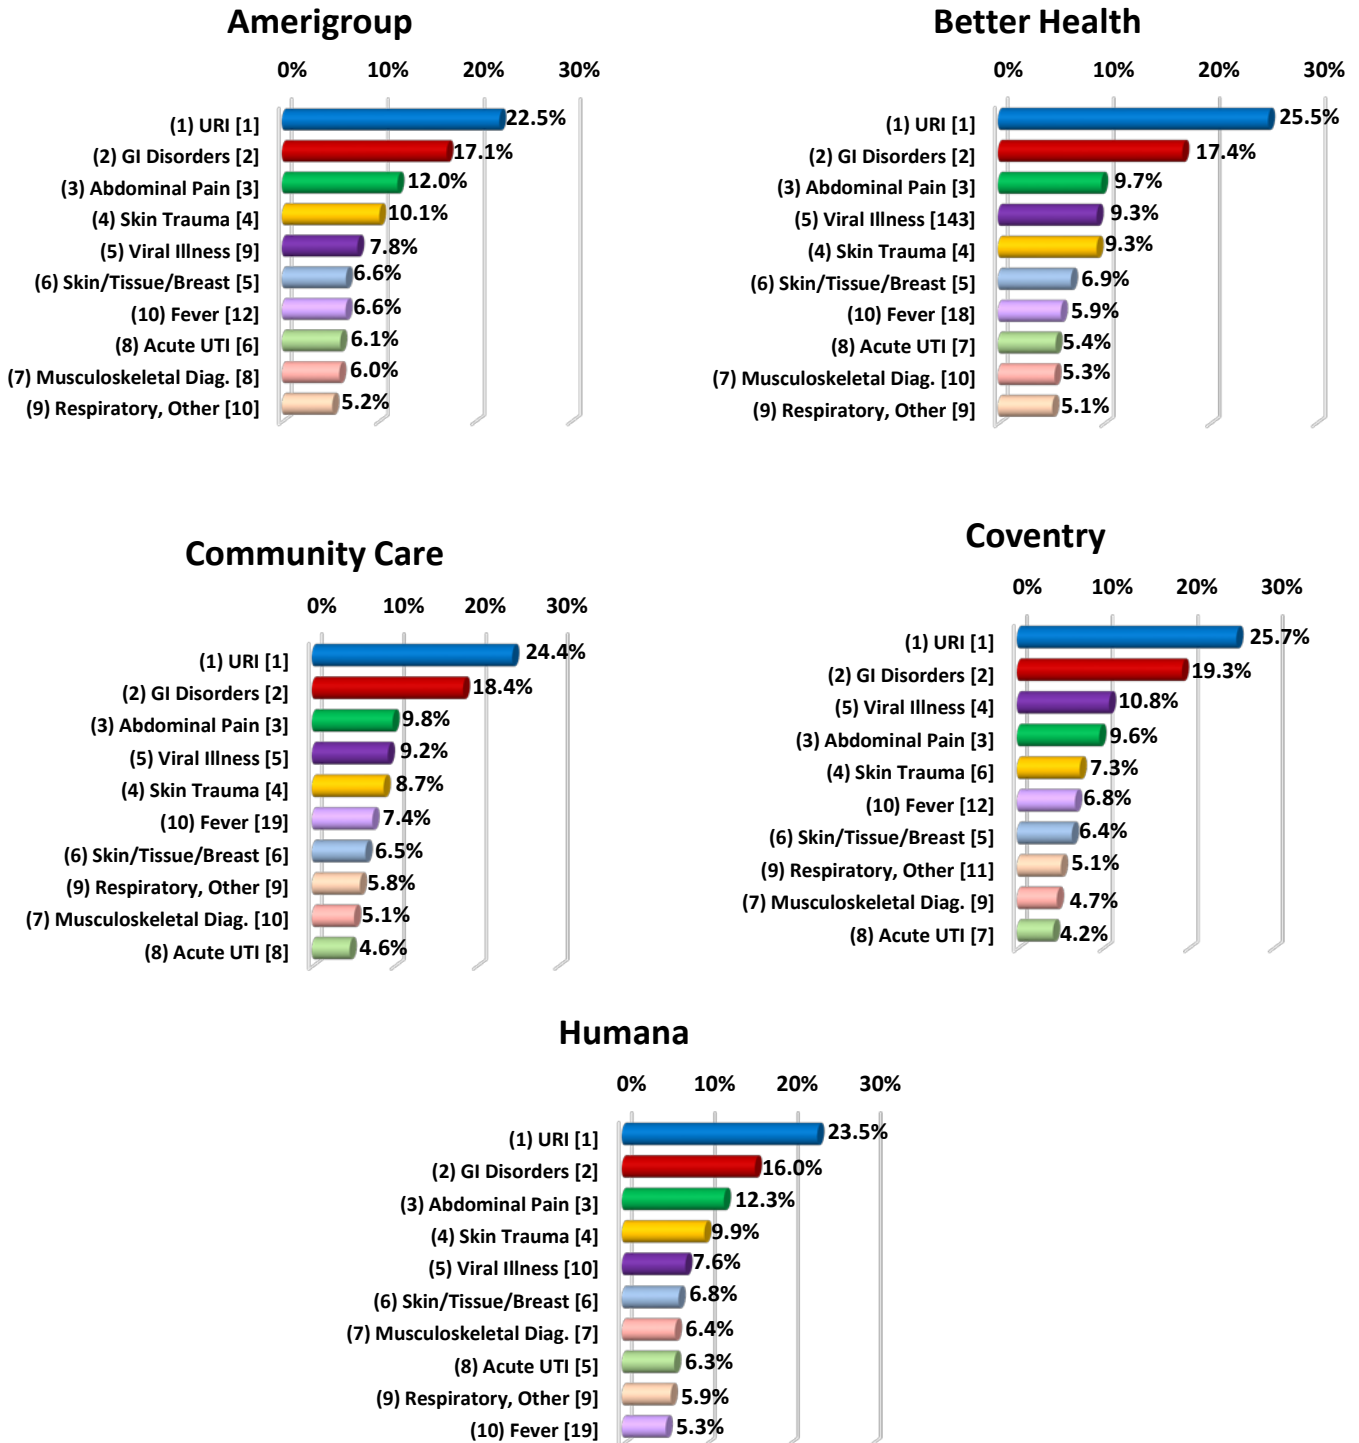 Amerigroup
0% 10% 20% 30%
(1) URI [1] 22.5%
(2) GI Disorders [2] 17.1%
(3) Abdominal Pain [3] 12.0%
(4) Skin Trauma [4] 10.1%
(5) Viral Illness [9] 7.8%
(6) Skin/Tissue/Breast [5] 6.6%
(10) Fever [12] 6.6%
(8) Acute UTI [6] 6.1%
(7) Musculoskeletal Diag. [8] 6.0%
(9) Respiratory, Other [10] 5.2%
Better Health
0% 10% 20% 30%
(1) URI [1] 25.5%
(2) GI Disorders [2] 17.4%
(3) Abdominal Pain [3] 9.7%
(5) Viral Illness [143] 9.3%
(4) Skin Trauma [4] 9.3%
(6) Skin/Tissue/Breast [5] 6.9%
(10) Fever [18] 5.9%
(8) Acute UTI [7] 5.4%
(7) Musculoskeletal Diag. [10] 5.3%
(9) Respiratory, Other [9] 5.1%
Community Care
0% 10% 20% 30%
(1) URI [1] 24.4%
(2) GI Disorders [2] 18.4%
(3) Abdominal Pain [3] 9.8%
(5) Viral Illness [5] 9.2%
(4) Skin Trauma [4] 8.7%
(10) Fever [19] 7.4%
(6) Skin/Tissue/Breast [6] 6.5%
(9) Respiratory, Other [9] 5.8%
(7) Musculoskeletal Diag. [10] 5.1%
(8) Acute UTI [8] 4.6%
Coventry
0% 10% 20% 30%
(1) URI [1] 25.7%
(2) GI Disorders [2] 19.3%
(5) Viral Illness [4] 10.8%
(3) Abdominal Pain [3] 9.6%
(4) Skin Trauma [6] 7.3%
(10) Fever [12] 6.8%
(6) Skin/Tissue/Breast [5] 6.4%
(9) Respiratory, Other [11] 5.1%
(7) Musculoskeletal Diag. [9] 4.7%
(8) Acute UTI [7] 4.2%
Humana
0% 10% 20% 30%
(1) URI [1] 23.5%
(2) GI Disorders [2] 16.0%
(3) Abdominal Pain [3] 12.3%
(4) Skin Trauma [4] 9.9%
(5) Viral Illness [10] 7.6%
(6) Skin/Tissue/Breast [6] 6.8%
(7) Musculoskeletal Diag. [7] 6.4%
(8) Acute UTI [5] 6.3%
(9) Respiratory, Other [9] 5.9%
(10) Fever [19] 5.3%